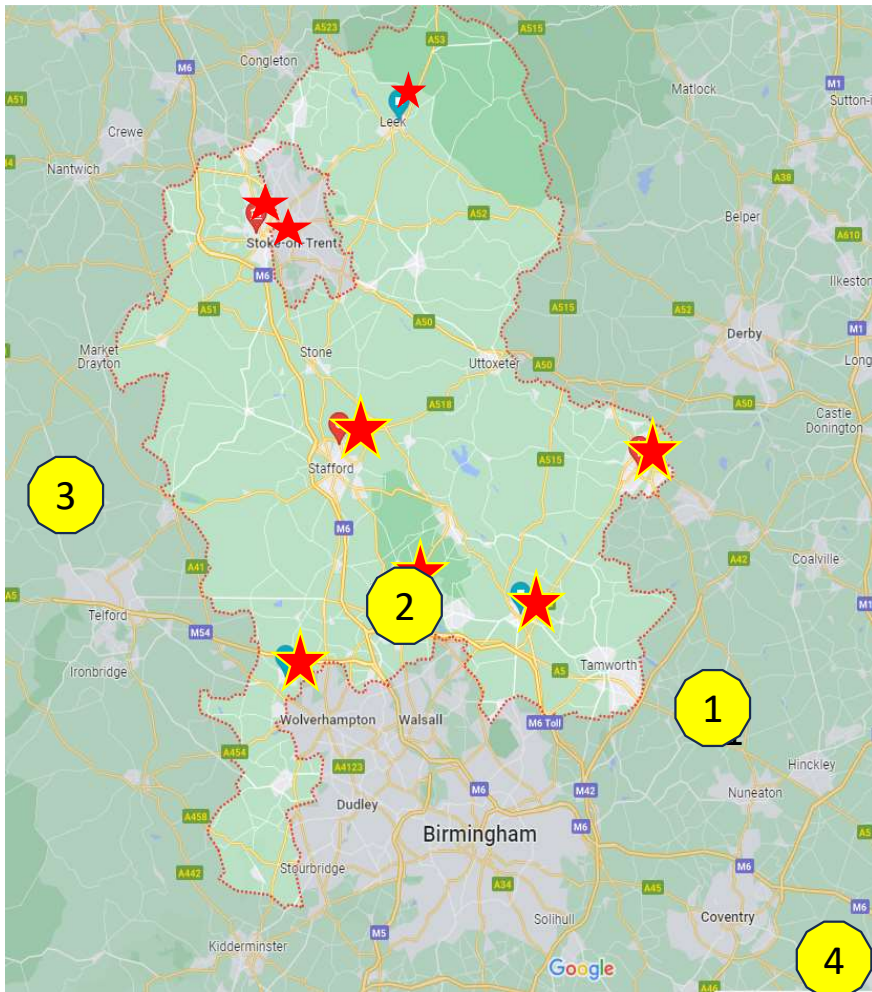 A523
A515
A53
Congleton
M6
M1
Matlock
A51
Leek
Sutton-i
Crewe
Nantwich
A38
A52
Belper
A610
Stoke-on-Trent
Ilkeston
M6
A515
A52
A51
A50
Derby
M1
Market
Drayton
Stone
Uttoxeter
A50
Long
A518
A50
Castle
Donington
Stafford
A515
3
M6
A42
Coalville
A41
A5
Telford
2
M1
M54
Ironbridge
A5
Tamworth
1
Wolverhampton
Walsall
M6 Toll
A454
A4123
Hinckley
M6
M42
Nuneaton
Dudley
A458
Birmingham
M6
A5
Stourbridge
A442
A34
A45
M6
Solihull
Coventry
Kidderminster
M5
4
Google
A46